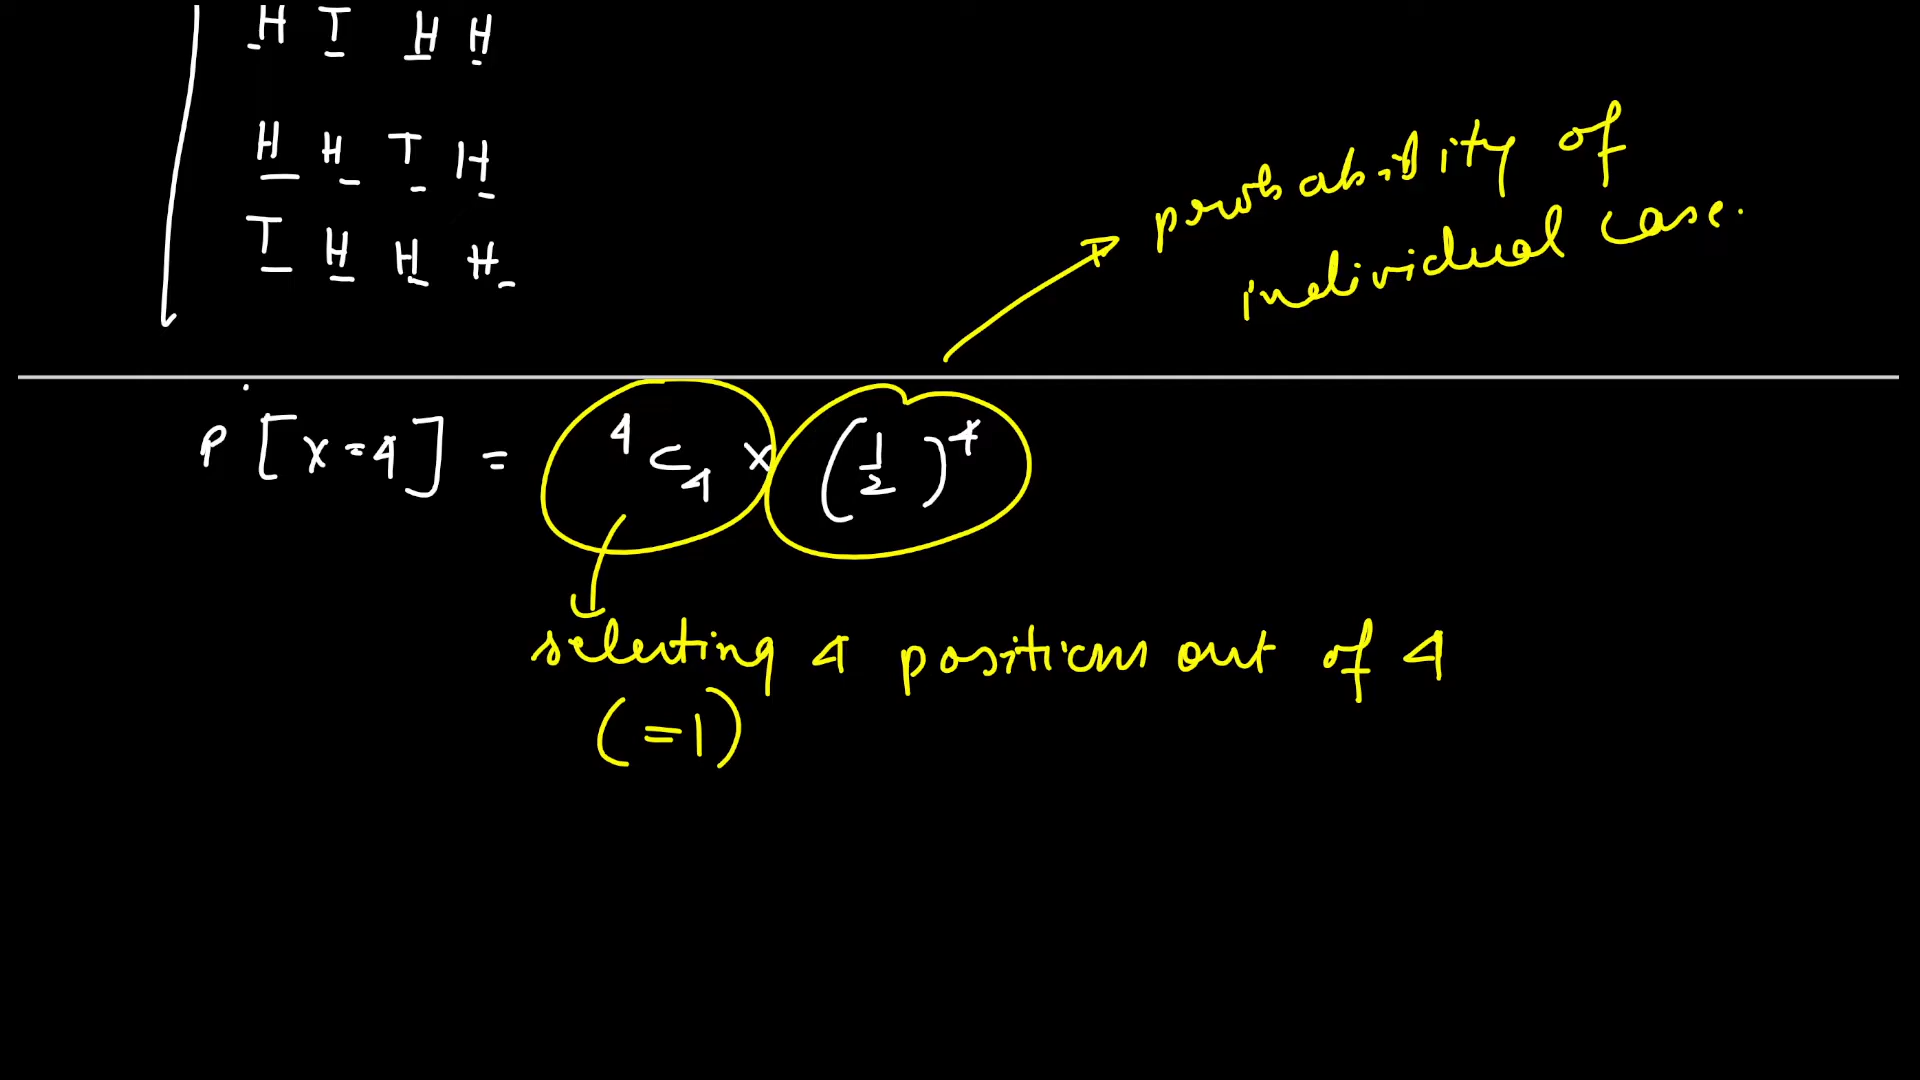 H T H H
H H T H
T H H H
probability of
individual case.
P [X=4] = ⁴C₄ × (1/2)⁴
selecting 4 positions out of 4
(=1)